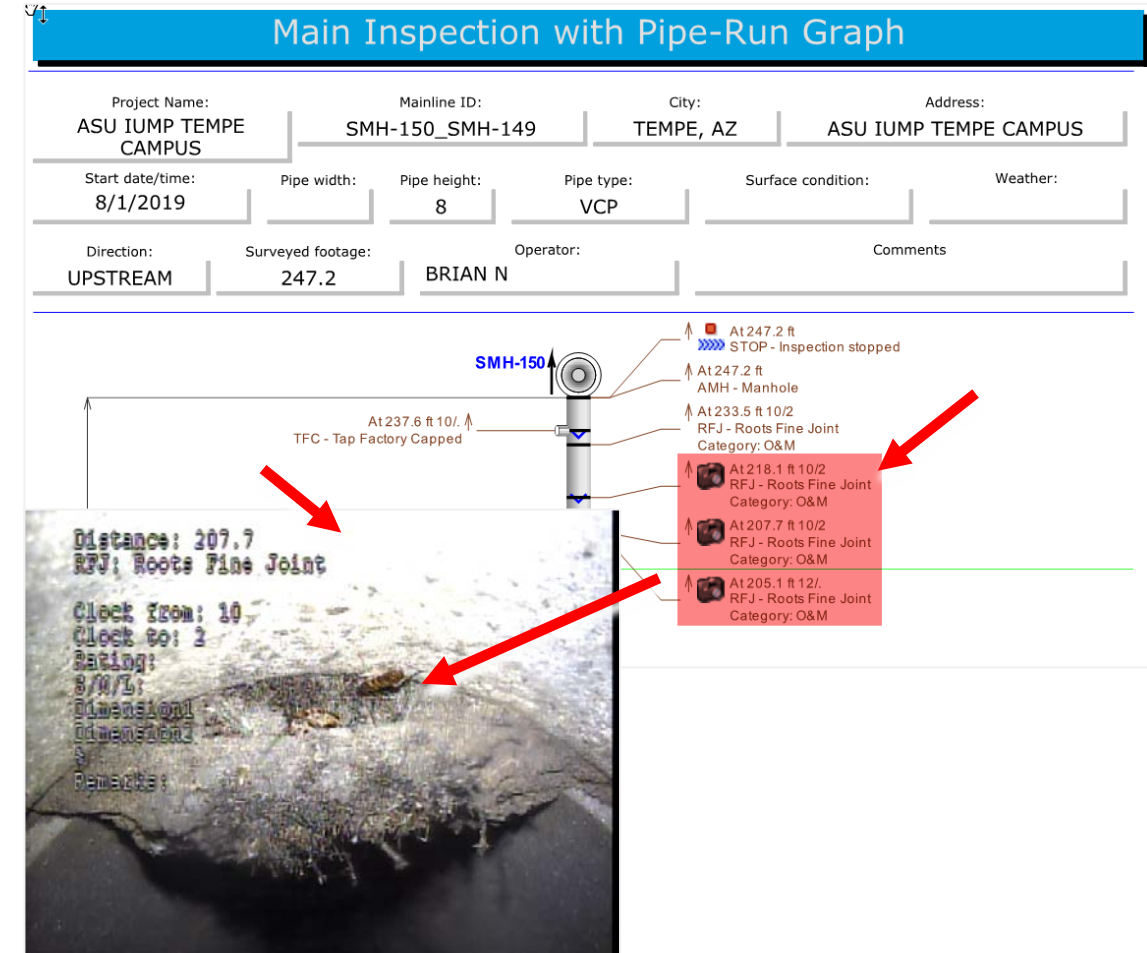 Main Inspection with Pipe-Run Graph
Project Name:
ASU IUMP TEMPE
CAMPUS
Mainline ID:
SMH-150_SMH-149
City:
TEMPE, AZ
Address:
ASU IUMP TEMPE CAMPUS
Start date/time:
8/1/2019
Pipe width:
Pipe height:
8
Pipe type:
VCP
Surface condition:
Weather:
Direction:
UPSTREAM
Surveyed footage:
247.2
Operator:
BRIAN N
Comments
SMH-150
At 237.6 ft 10/.
TFC - Tap Factory Capped
At 247.2 ft
STOP - Inspection stopped
At 247.2 ft
AMH - Manhole
At 233.5 ft 10/2
RFJ - Roots Fine Joint
Category: O&M
At 218.1 ft 10/2
RFJ - Roots Fine Joint
Category: O&M
At 207.7 ft 10/2
RFJ - Roots Fine Joint
Category: O&M
At 205.1 ft 12/.
RFJ - Roots Fine Joint
Category: O&M
Distance: 207.7
RFJ: Roots Fine Joint
Clock from: 10
Clock to: 2
Rating:
S/M/L:
Dimension1
Dimension2
%
Remarks: